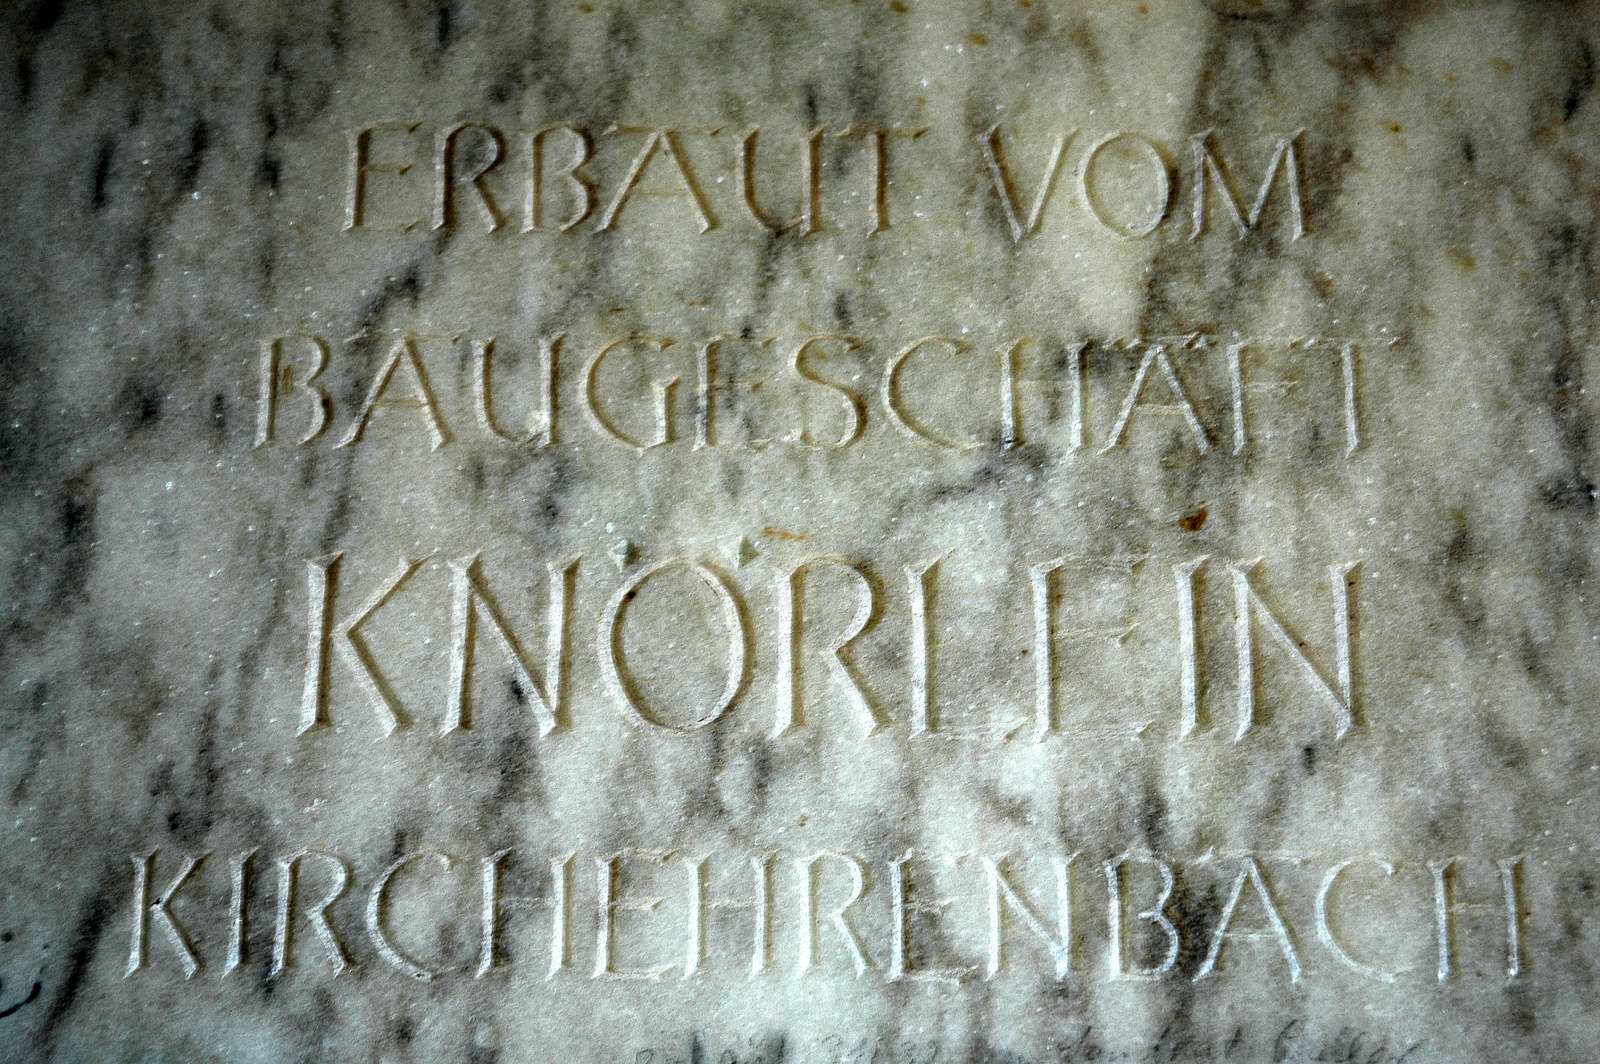 ERBAUT VOM
BAUGESCHÄFT
KNÖRLEIN
KIRCHEHRENBACH